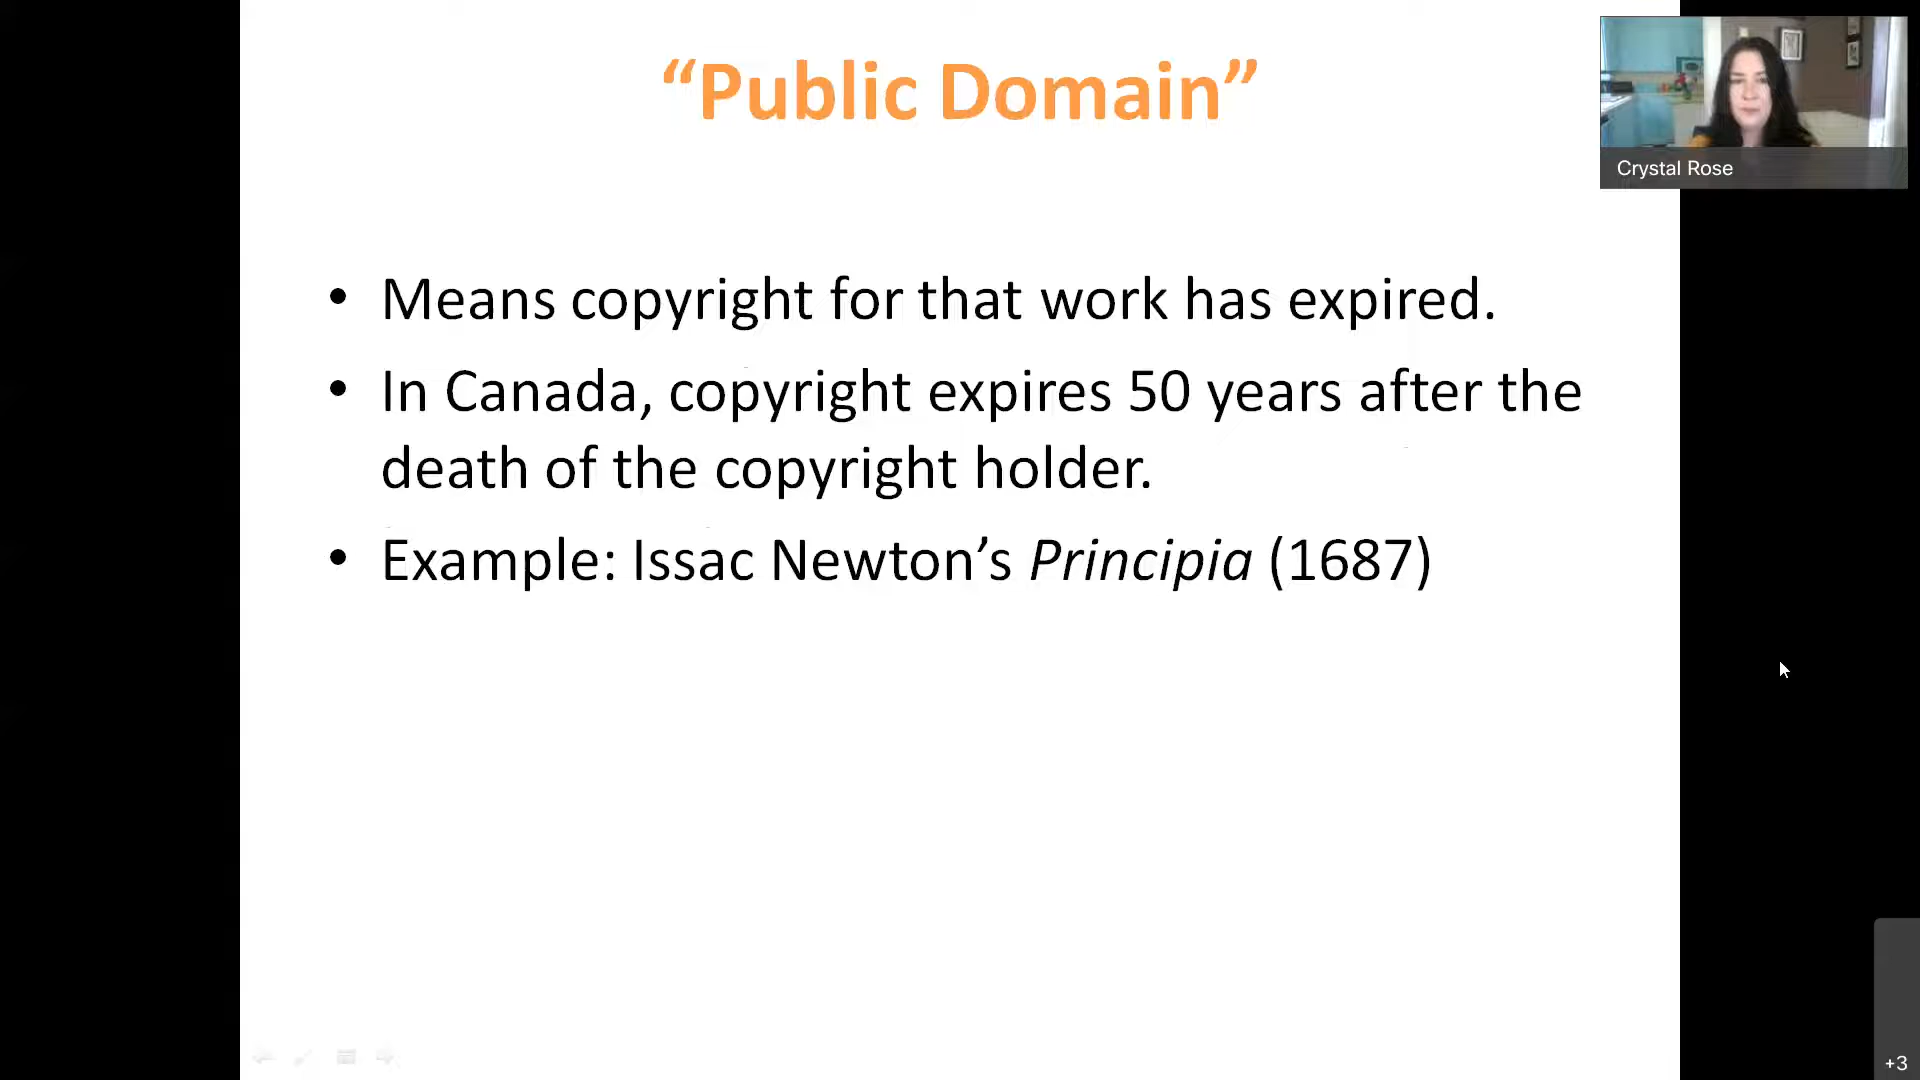 “Public Domain”
Crystal Rose
• Means copyright for that work has expired.
• In Canada, copyright expires 50 years after the
death of the copyright holder.
• Example: Issac Newton’s Principia (1687)
+3